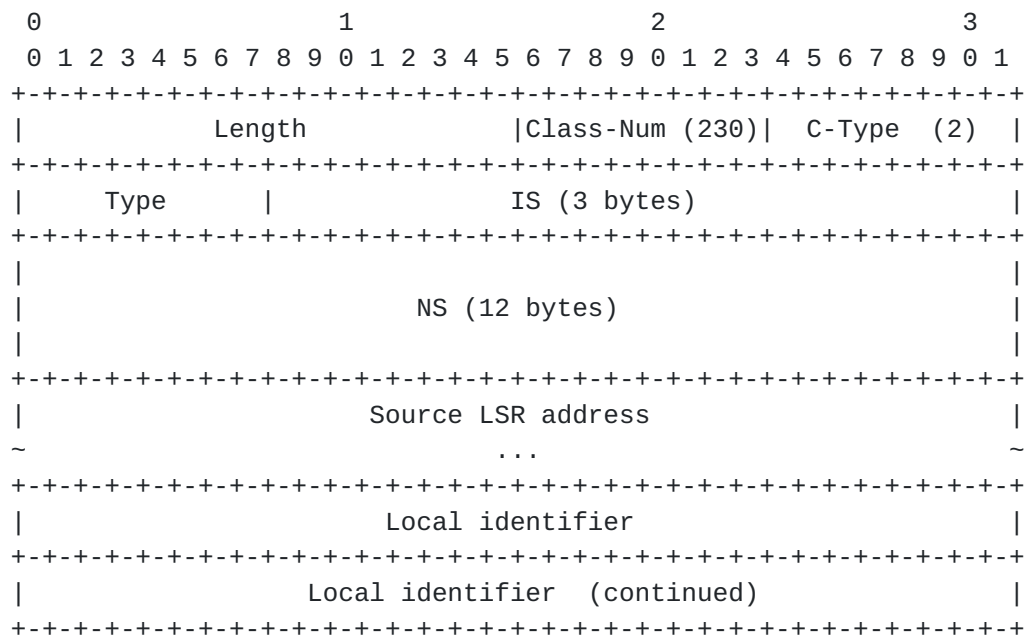 0                   1                   2                   3
 0 1 2 3 4 5 6 7 8 9 0 1 2 3 4 5 6 7 8 9 0 1 2 3 4 5 6 7 8 9 0 1
+-+-+-+-+-+-+-+-+-+-+-+-+-+-+-+-+-+-+-+-+-+-+-+-+-+-+-+-+-+-+-+-+
|            Length             |Class-Num (230)|  C-Type  (2)  |
+-+-+-+-+-+-+-+-+-+-+-+-+-+-+-+-+-+-+-+-+-+-+-+-+-+-+-+-+-+-+-+-+
|     Type      |               IS (3 bytes)                    |
+-+-+-+-+-+-+-+-+-+-+-+-+-+-+-+-+-+-+-+-+-+-+-+-+-+-+-+-+-+-+-+-+
|                                                               |
|                         NS (12 bytes)                         |
|                                                               |
+-+-+-+-+-+-+-+-+-+-+-+-+-+-+-+-+-+-+-+-+-+-+-+-+-+-+-+-+-+-+-+-+
|                      Source LSR address                       |
~                              ...                              ~
+-+-+-+-+-+-+-+-+-+-+-+-+-+-+-+-+-+-+-+-+-+-+-+-+-+-+-+-+-+-+-+-+
|                       Local identifier                        |
+-+-+-+-+-+-+-+-+-+-+-+-+-+-+-+-+-+-+-+-+-+-+-+-+-+-+-+-+-+-+-+-+
|                  Local identifier  (continued)                |
+-+-+-+-+-+-+-+-+-+-+-+-+-+-+-+-+-+-+-+-+-+-+-+-+-+-+-+-+-+-+-+-+